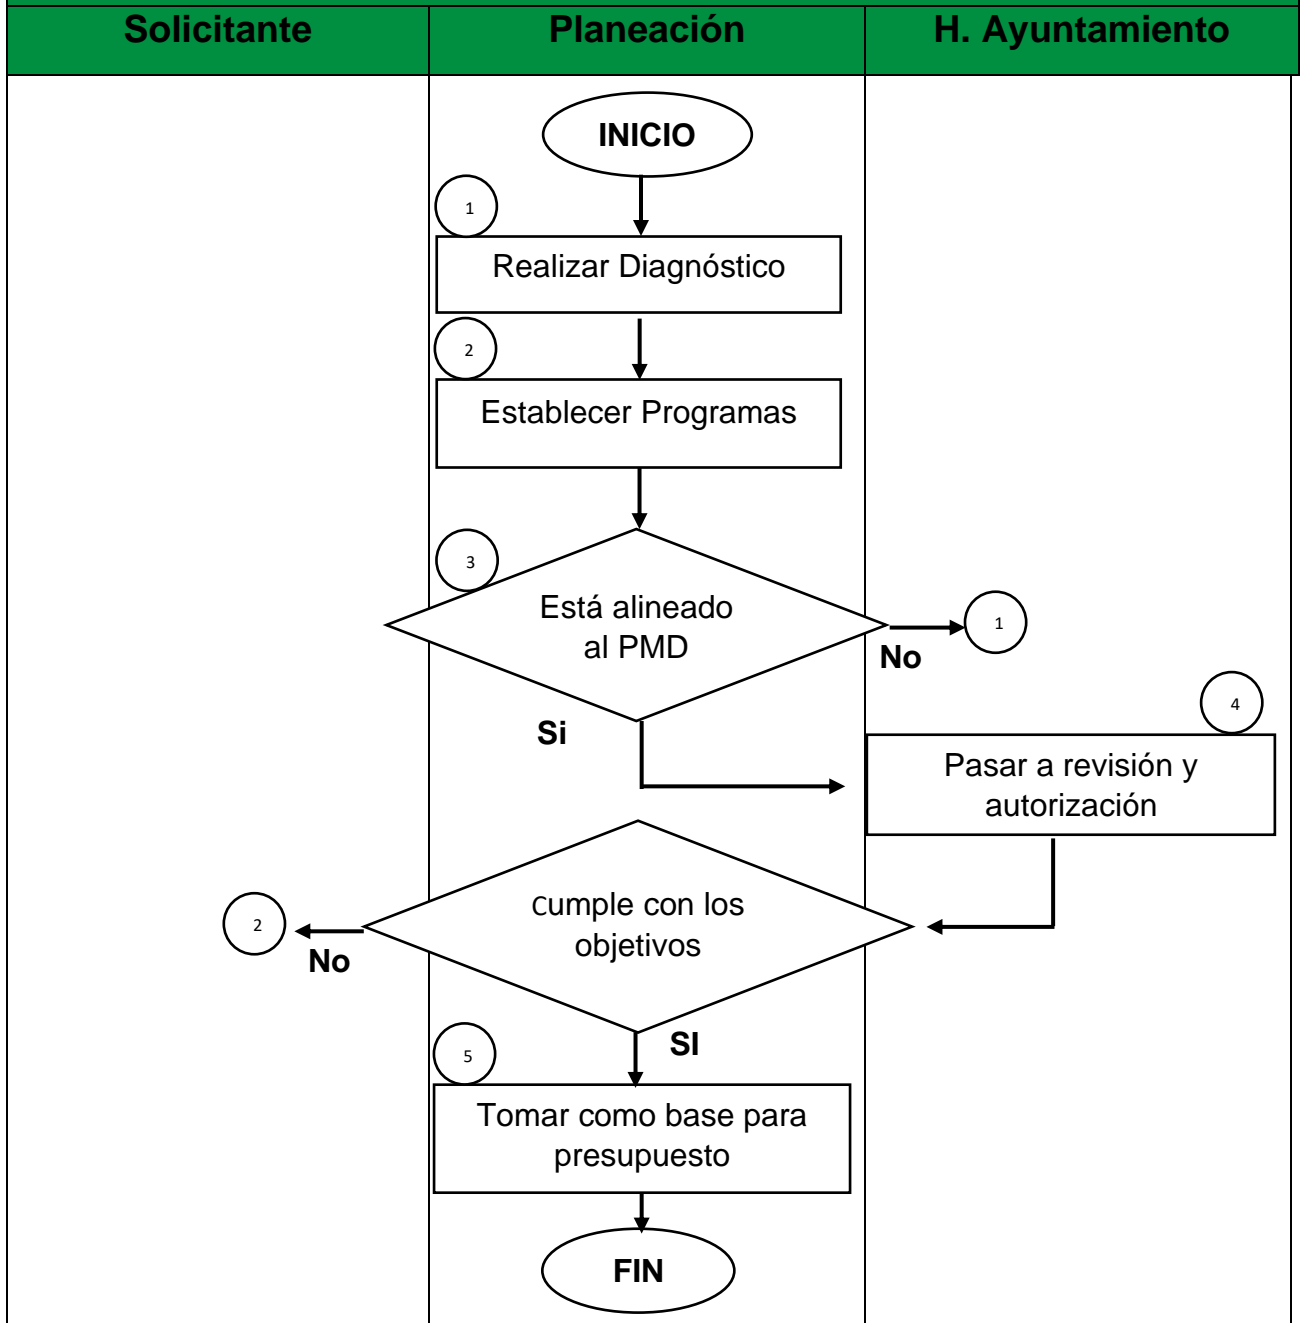 Solicitante
Planeación
H. Ayuntamiento
INICIO
1
Realizar Diagnóstico
2
Establecer Programas
3
Está alineado
al PMD
1
No
Si
4
Pasar a revisión y
autorización
Cumple con los
objetivos
2
No
SI
5
Tomar como base para
presupuesto
FIN